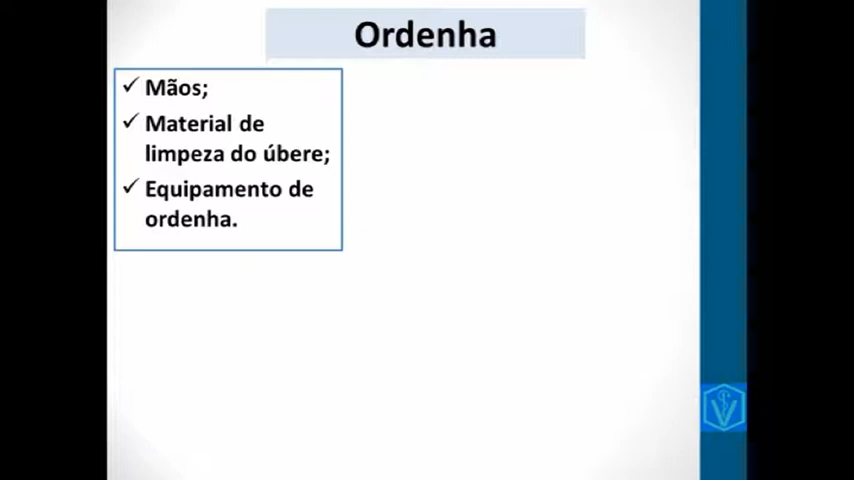 Ordenha
✓ Mãos;
✓ Material de
limpeza do úbere;
✓ Equipamento de
ordenha.